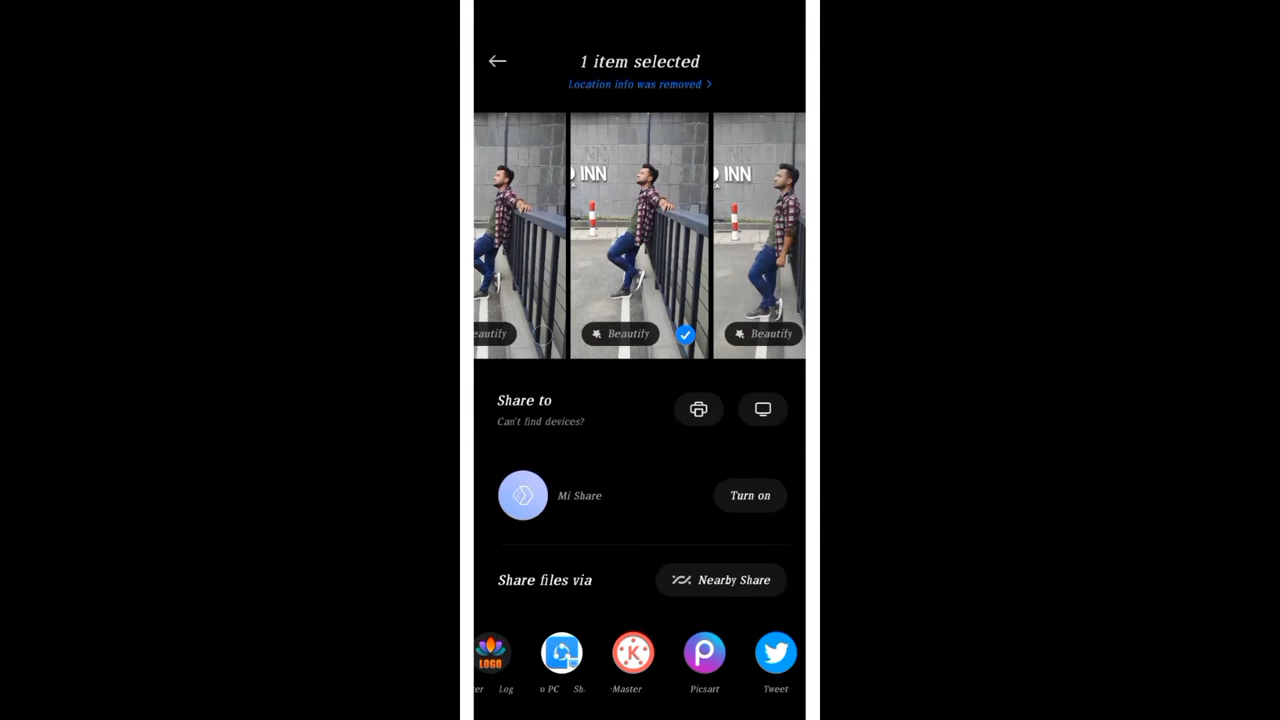 1 item selected
Location info was removed
INN
INN
Beautify
Beautify
Share to
Can't find devices?
Mi Share
Turn on
Share files via
Nearby Share
LOGO
K
P
Log
o PC
Master
Picsart
Tweet